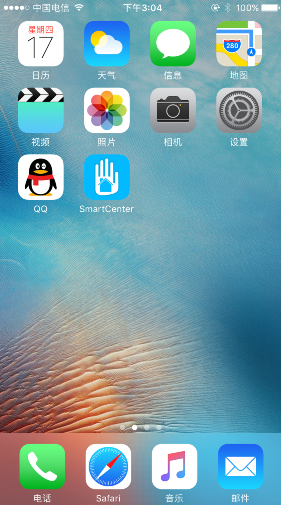 中国电信 下午3:04 100%
星期四
17
280
日历 天气 信息 地图
视频 照片 相机 设置
QQ SmartCenter
电话 Safari 音乐 邮件